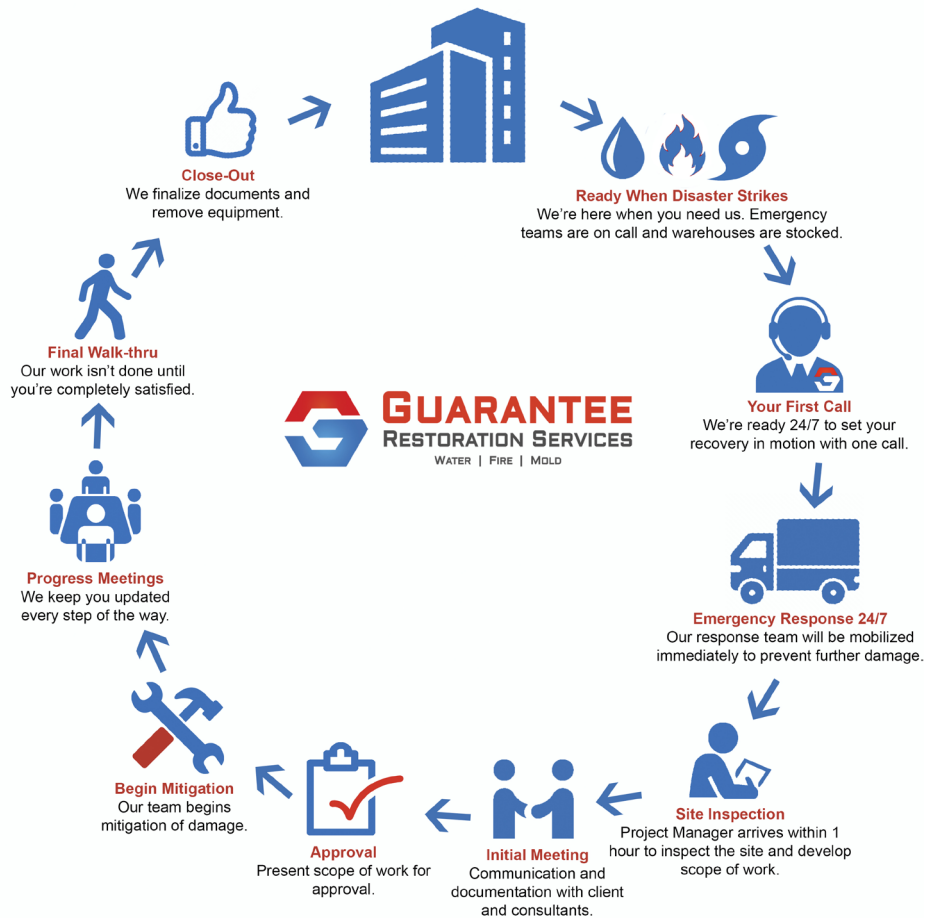 Close-Out
We finalize documents and
remove equipment.
Ready When Disaster Strikes
We're here when you need us. Emergency
teams are on call and warehouses are stocked.
Final Walk-thru
Our work isn't done until
you're completely satisfied.
GUARANTEE
RESTORATION SERVICES
WATER | FIRE | MOLD
Your First Call
We're ready 24/7 to set your
recovery in motion with one call.
Progress Meetings
We keep you updated
every step of the way.
Emergency Response 24/7
Our response team will be mobilized
immediately to prevent further damage.
Begin Mitigation
Our team begins
mitigation of damage.
Approval
Present scope of work for
approval.
Initial Meeting
Communication and
documentation with client
and consultants.
Site Inspection
Project Manager arrives within 1
hour to inspect the site and develop
scope of work.